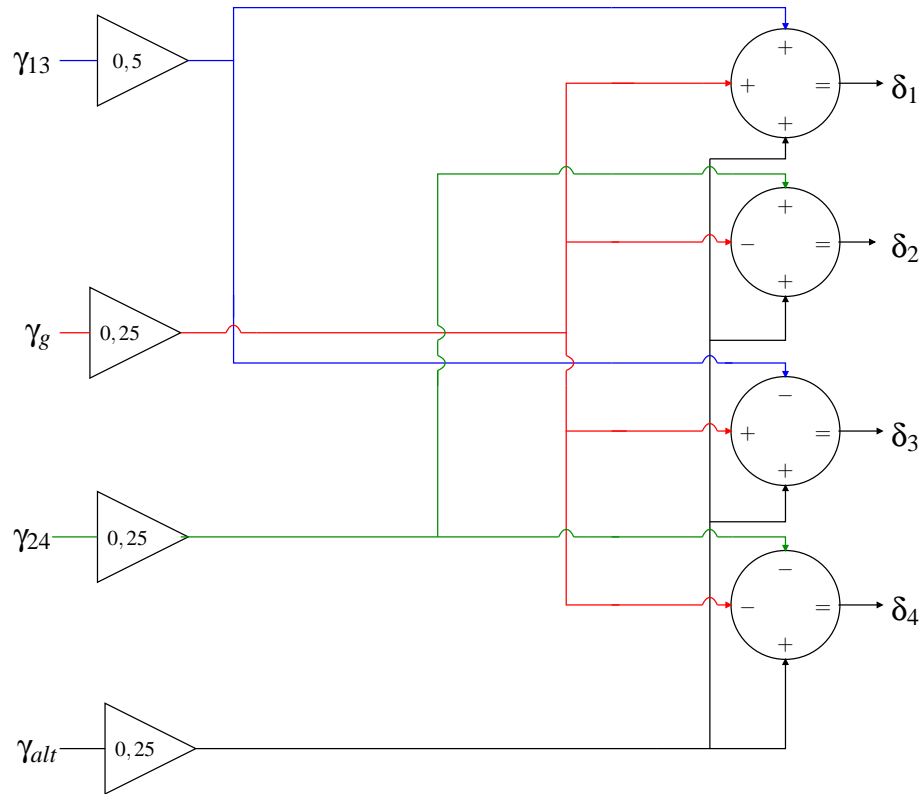 γ13
0,5
+
+
=
+
δ1
+
−
=
+
δ2
γg
0,25
−
+
=
+
δ3
γ24
0,25
−
−
=
+
δ4
γalt
0,25